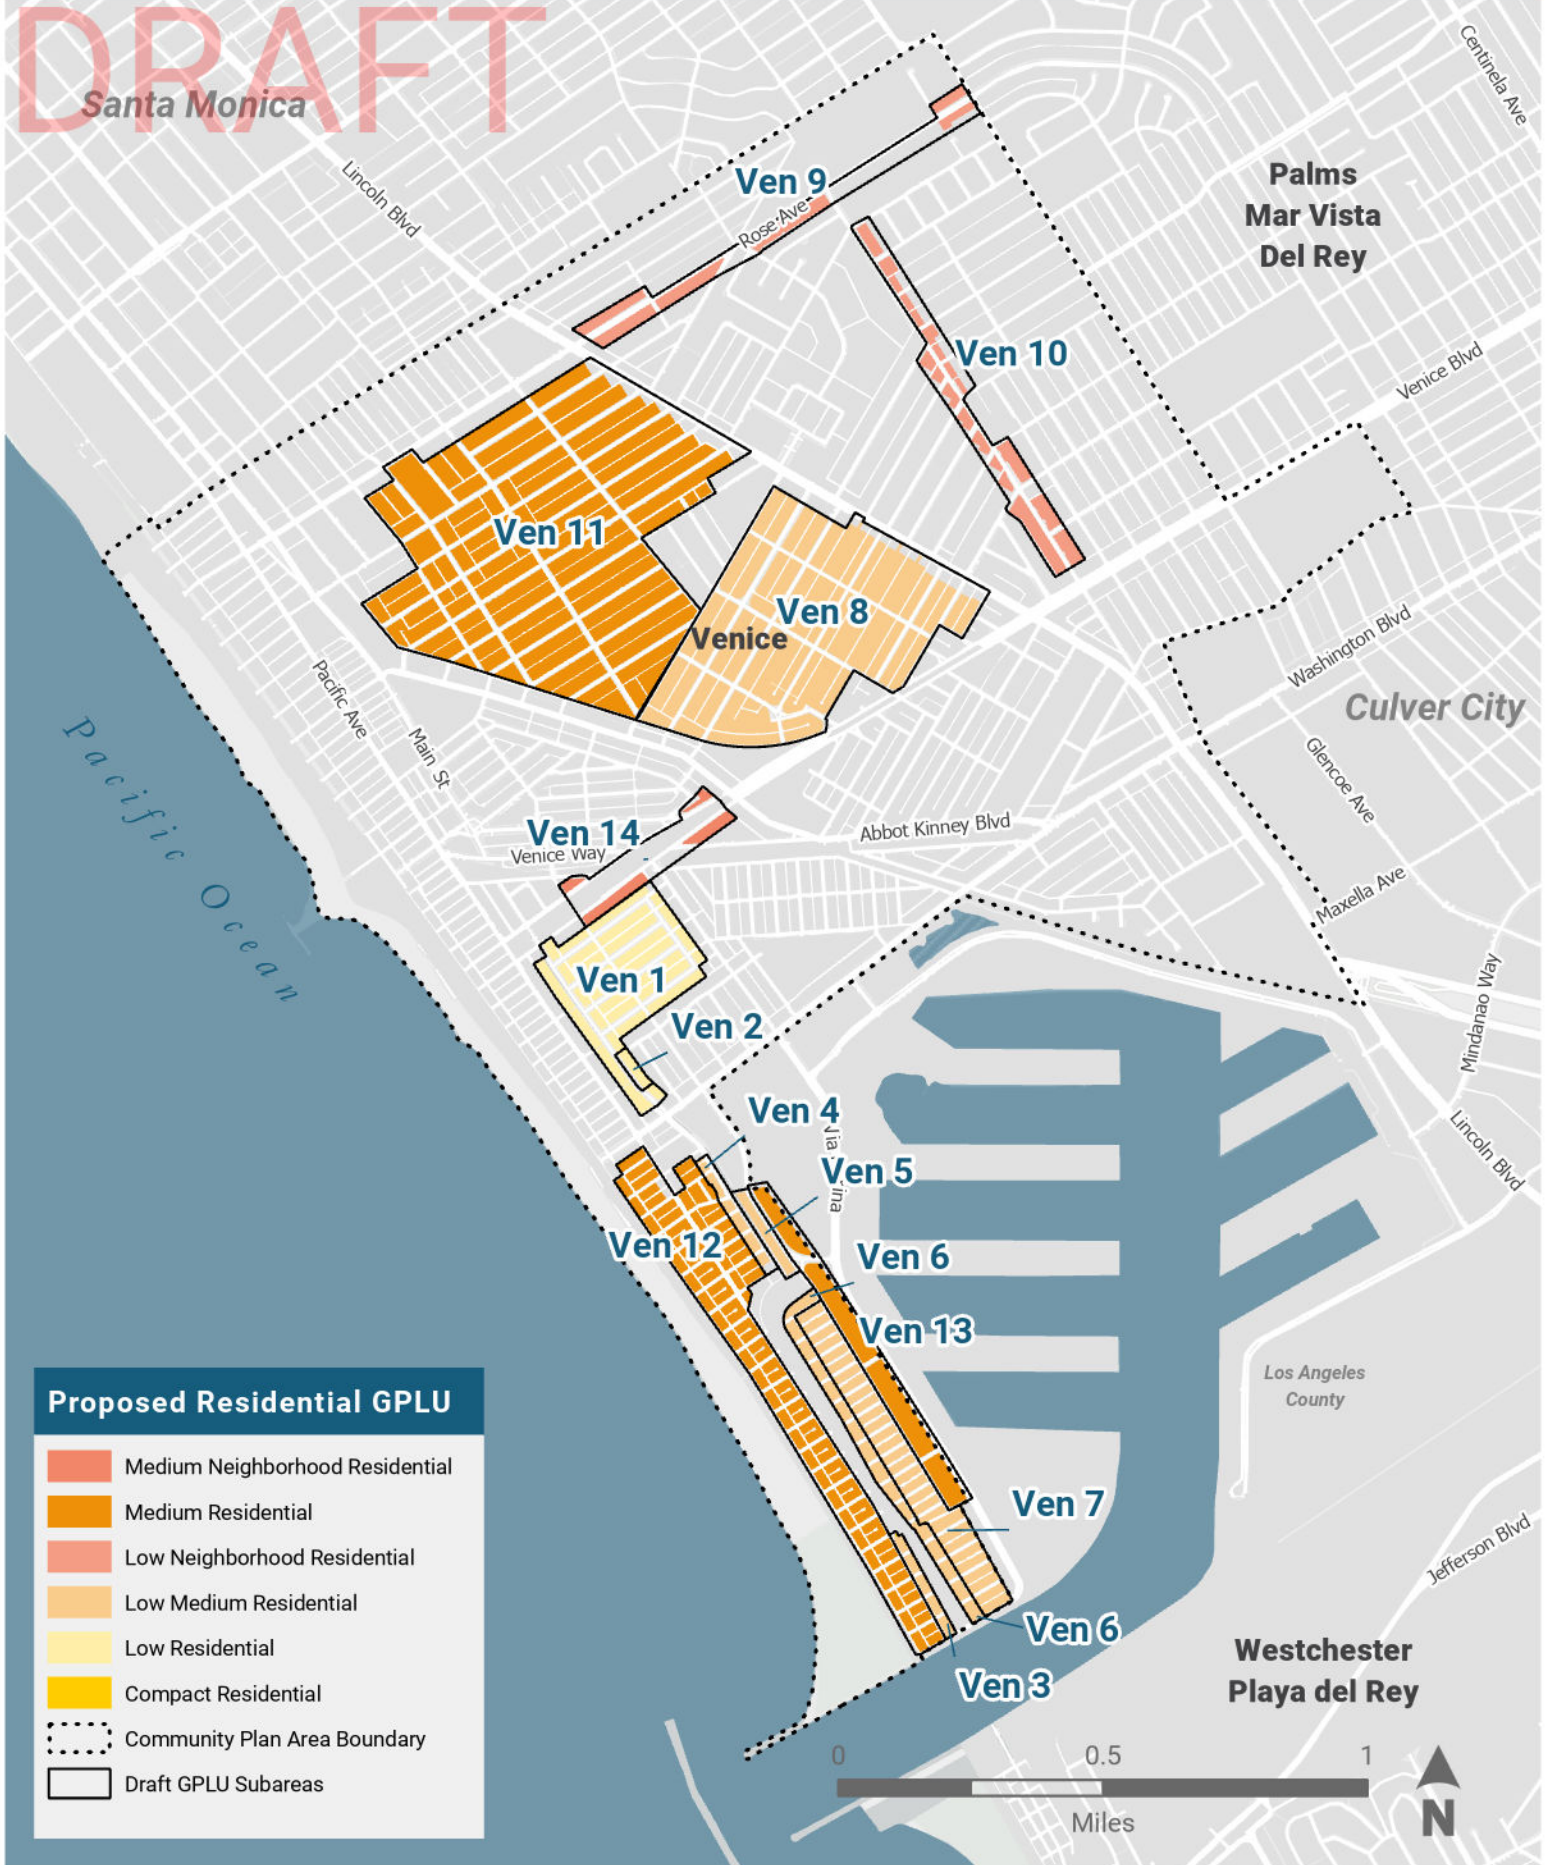 DRAFT
Santa Monica
Centinela Ave
Lincoln Blvd
Ven 9
Rose Ave
Palms
Mar Vista
Del Rey
Ven 10
Venice Blvd
Ven 11
Ven 8
Venice
Washington Blvd
Culver City
Pacific Ave
Main St
Glencoe Ave
Pacific Ocean
Ven 14
Venice Way
Abbot Kinney Blvd
Maxella Ave
Ven 1
Ven 2
Mindanao Way
Ven 4
Lincoln Blvd
Ven 5
Ven 12
Ven 6
Ven 13
Los Angeles
County
Ven 7
Jefferson Blvd
Ven 6
Ven 3
Westchester
Playa del Rey
Proposed Residential GPLU
Medium Neighborhood Residential
Medium Residential
Low Neighborhood Residential
Low Medium Residential
Low Residential
Compact Residential
Community Plan Area Boundary
Draft GPLU Subareas
0 0.5 1
Miles
N